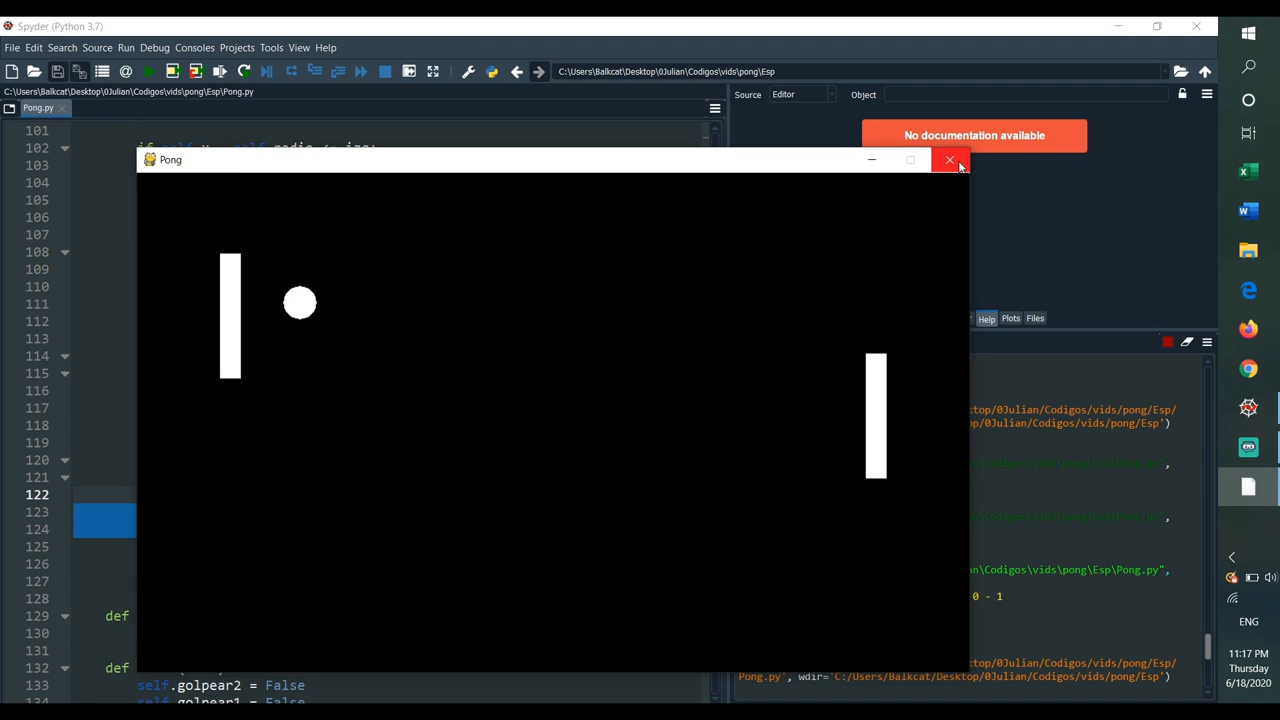 Spyder (Python 3.7)
File Edit Search Source Run Debug Consoles Projects Tools View Help
C:\Users\Balkcat\Desktop\0Julian\Codigos\vids\pong\Esp
C:\Users\Balkcat\Desktop\0Julian\Codigos\vids\pong\Esp\Pong.py
Source Editor Object
Pong.py
No documentation available
101
102
103
104
105
106
107
108
109
110
111
112
113
114
115
116
117
118
119
120
121
122
123
124
125
126
127
128
129 def
130
131
132 def
133 self.golpear2 = False
134 self.golpear1 = False
Pong
Help Plots Files
top/0Julian/Codigos/vids/pong/Esp/
p/0Julian/Codigos/vids/pong/Esp')
n\Codigos\vids\pong\Esp\Pong.py",
0 - 1
top/0Julian/Codigos/vids/pong/Esp/
Pong.py', wdir='C:/Users/Balkcat/Desktop/0Julian/Codigos/vids/pong/Esp')
ENG
11:17 PM
Thursday
6/18/2020